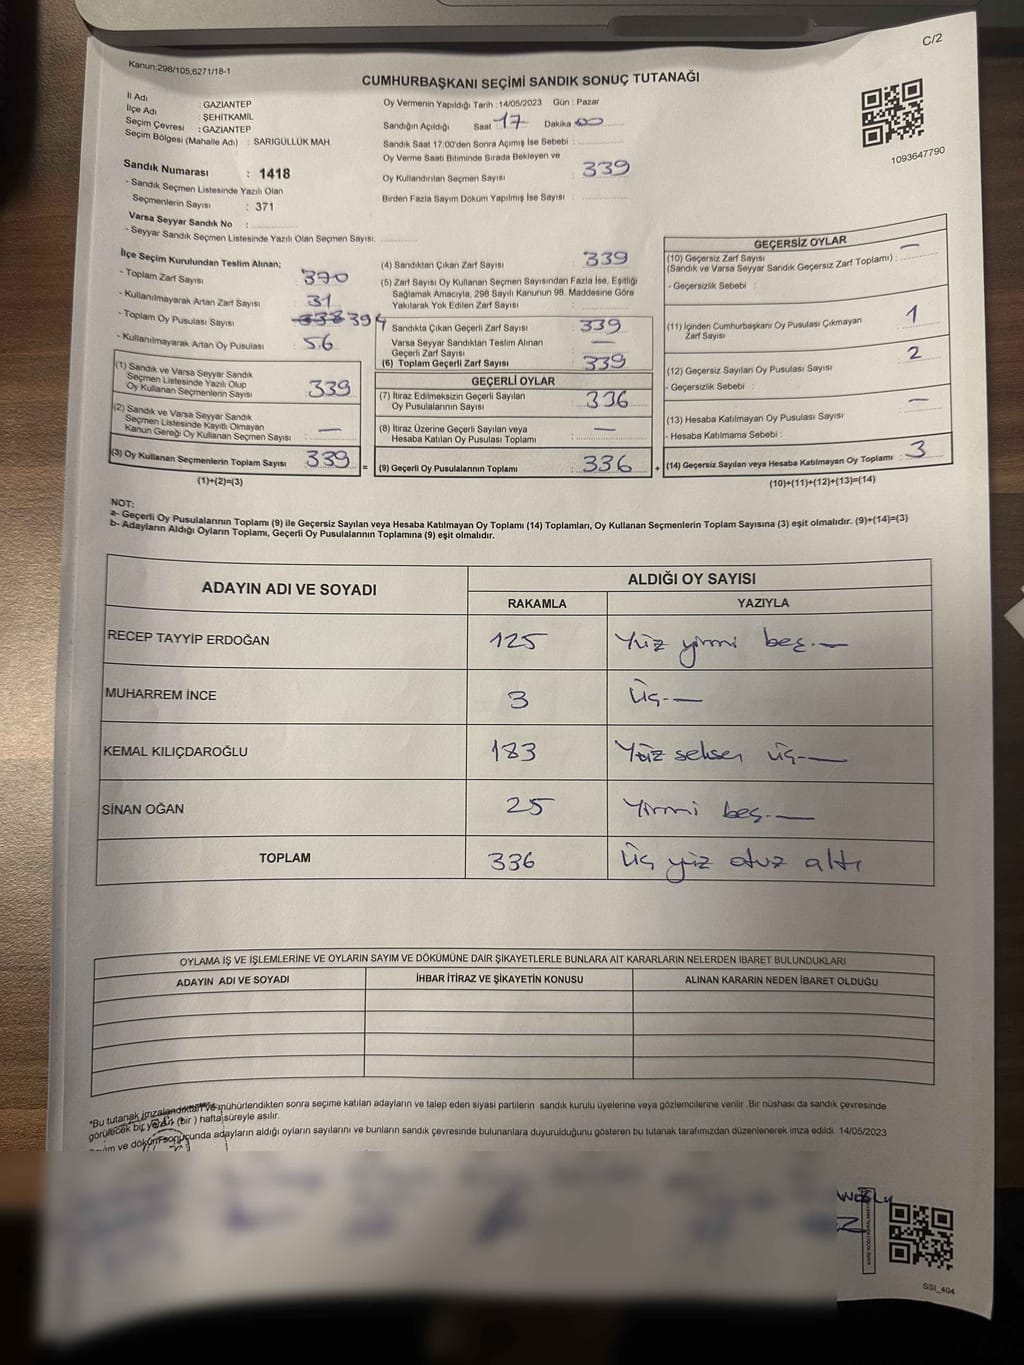 C/2
Kanun;298/105;6271/18-1
CUMHURBAŞKANI SEÇİMİ SANDIK SONUÇ TUTANAĞI
1093647790
İl Adı : GAZİANTEP
İlçe Adı : ŞEHİTKAMİL
Seçim Çevresi : GAZİANTEP
Seçim Bölgesi (Mahalle Adı) : SARIGÜLLÜK MAH.
Sandık Numarası : 1418
- Sandık Seçmen Listesinde Yazılı Olan
Seçmenlerin Sayısı : 371
Varsa Seyyar Sandık No :
- Seyyar Sandık Seçmen Listesinde Yazılı Olan Seçmen Sayısı:
Oy Vermenin Yapıldığı Tarih : 14/05/2023 Gün : Pazar
Sandığın Açıldığı Saat 17 Dakika 00
Sandık Saat 17:00'den Sonra Açımış İse Sebebi :
Oy Verme Saati Bitiminde Sırada Bekleyen ve
Oy Kullandırılan Seçmen Sayısı : 339
Birden Fazla Sayım Döküm Yapılmış İse Sayısı :
İlçe Seçim Kurulundan Teslim Alınan;
- Toplam Zarf Sayısı : 370
- Kullanılmayarak Artan Zarf Sayısı : 31
- Toplam Oy Pusulası Sayısı : 394
- Kullanılmayarak Artan Oy Pusulası : 56
(1) Sandık ve Varsa Seyyar Sandık
Seçmen Listesinde Yazılı Olup
Oy Kullanan Seçmenlerin Sayısı : 339
(2) Sandık ve Varsa Seyyar Sandık
Seçmen Listesinde Kayıtlı Olmayan
Kanun Gereği Oy Kullanan Seçmen Sayısı : —
(3) Oy Kullanan Seçmenlerin Toplam Sayısı : 339 =
(1)+(2)=(3)
(4) Sandıktan Çıkan Zarf Sayısı : 339
(5) Zarf Sayısı Oy Kullanan Seçmen Sayısından Fazla İse, Eşitliği
Sağlamak Amacıyla, 298 Sayılı Kanunun 98. Maddesine Göre
Yakılarak Yok Edilen Zarf Sayısı :
Sandıkta Çıkan Geçerli Zarf Sayısı : 339
Varsa Seyyar Sandıktan Teslim Alınan
Geçerli Zarf Sayısı : —
(6) Toplam Geçerli Zarf Sayısı : 339
GEÇERLİ OYLAR
(7) İtiraz Edilmeksizin Geçerli Sayılan
Oy Pusulalarının Sayısı : 336
(8) İtiraz Üzerine Geçerli Sayılan veya
Hesaba Katılan Oy Pusulası Toplamı : —
(9) Geçerli Oy Pusulalarının Toplamı : 336 +
GEÇERSİZ OYLAR
(10) Geçersiz Zarf Sayısı —
(Sandık ve Varsa Seyyar Sandık Geçersiz Zarf Toplamı) :
- Geçersizlik Sebebi :
(11) İçinden Cumhurbaşkanı Oy Pusulası Çıkmayan
Zarf Sayısı : 1
(12) Geçersiz Sayılan Oy Pusulası Sayısı : 2
- Geçersizlik Sebebi :
(13) Hesaba Katılmayan Oy Pusulası Sayısı : —
- Hesaba Katılmama Sebebi :
(14) Geçersiz Sayılan veya Hesaba Katılmayan Oy Toplamı : 3
(10)+(11)+(12)+(13)=(14)
NOT:
a- Geçerli Oy Pusulalarının Toplamı (9) ile Geçersiz Sayılan veya Hesaba Katılmayan Oy Toplamı (14) Toplamları, Oy Kullanan Seçmenlerin Toplam Sayısına (3) eşit olmalıdır. (9)+(14)=(3)
b- Adayların Aldığı Oyların Toplamı, Geçerli Oy Pusulalarının Toplamına (9) eşit olmalıdır.
ADAYIN ADI VE SOYADI
ALDIĞI OY SAYISI
RAKAMLA YAZIYLA
RECEP TAYYİP ERDOĞAN 125 Yüz yirmi beş.—
MUHARREM İNCE 3 Üç.—
KEMAL KILIÇDAROĞLU 183 Yüz seksen üç.—
SİNAN OĞAN 25 Yirmi beş.—
TOPLAM 336 Üç yüz otuz altı
OYLAMA İŞ VE İŞLEMLERİNE VE OYLARIN SAYIM VE DÖKÜMÜNE DAİR ŞİKAYETLERLE BUNLARA AİT KARARLARIN NELERDEN İBARET BULUNDUKLARI
ADAYIN ADI VE SOYADI İHBAR İTİRAZ VE ŞİKAYETİN KONUSU ALINAN KARARIN NEDEN İBARET OLDUĞU
*Bu tutanak imzalandıktan ve mühürlendikten sonra seçime katılan adayların ve talep eden siyasi partilerin sandık kurulu üyelerine veya gözlemcilerine verilir. Bir nüshası da sandık çevresinde
görülecek bir yere 1 (bir) hafta süreyle asılır.
ve döküm sonucunda adayların aldığı oyların sayılarını ve bunların sandık çevresinde bulunanlara duyurulduğunu gösteren bu tutanak tarafımızdan düzenlenerek imza edildi. 14/05/2023
SSI_404